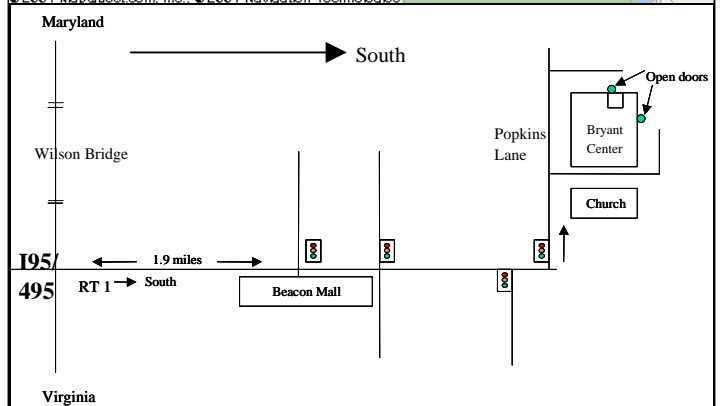 Maryland
South
Open doors
Popkins
Lane
Bryant
Center
Wilson Bridge
Church
I95/
495
1.9 miles
RT 1
South
Beacon Mall
Virginia